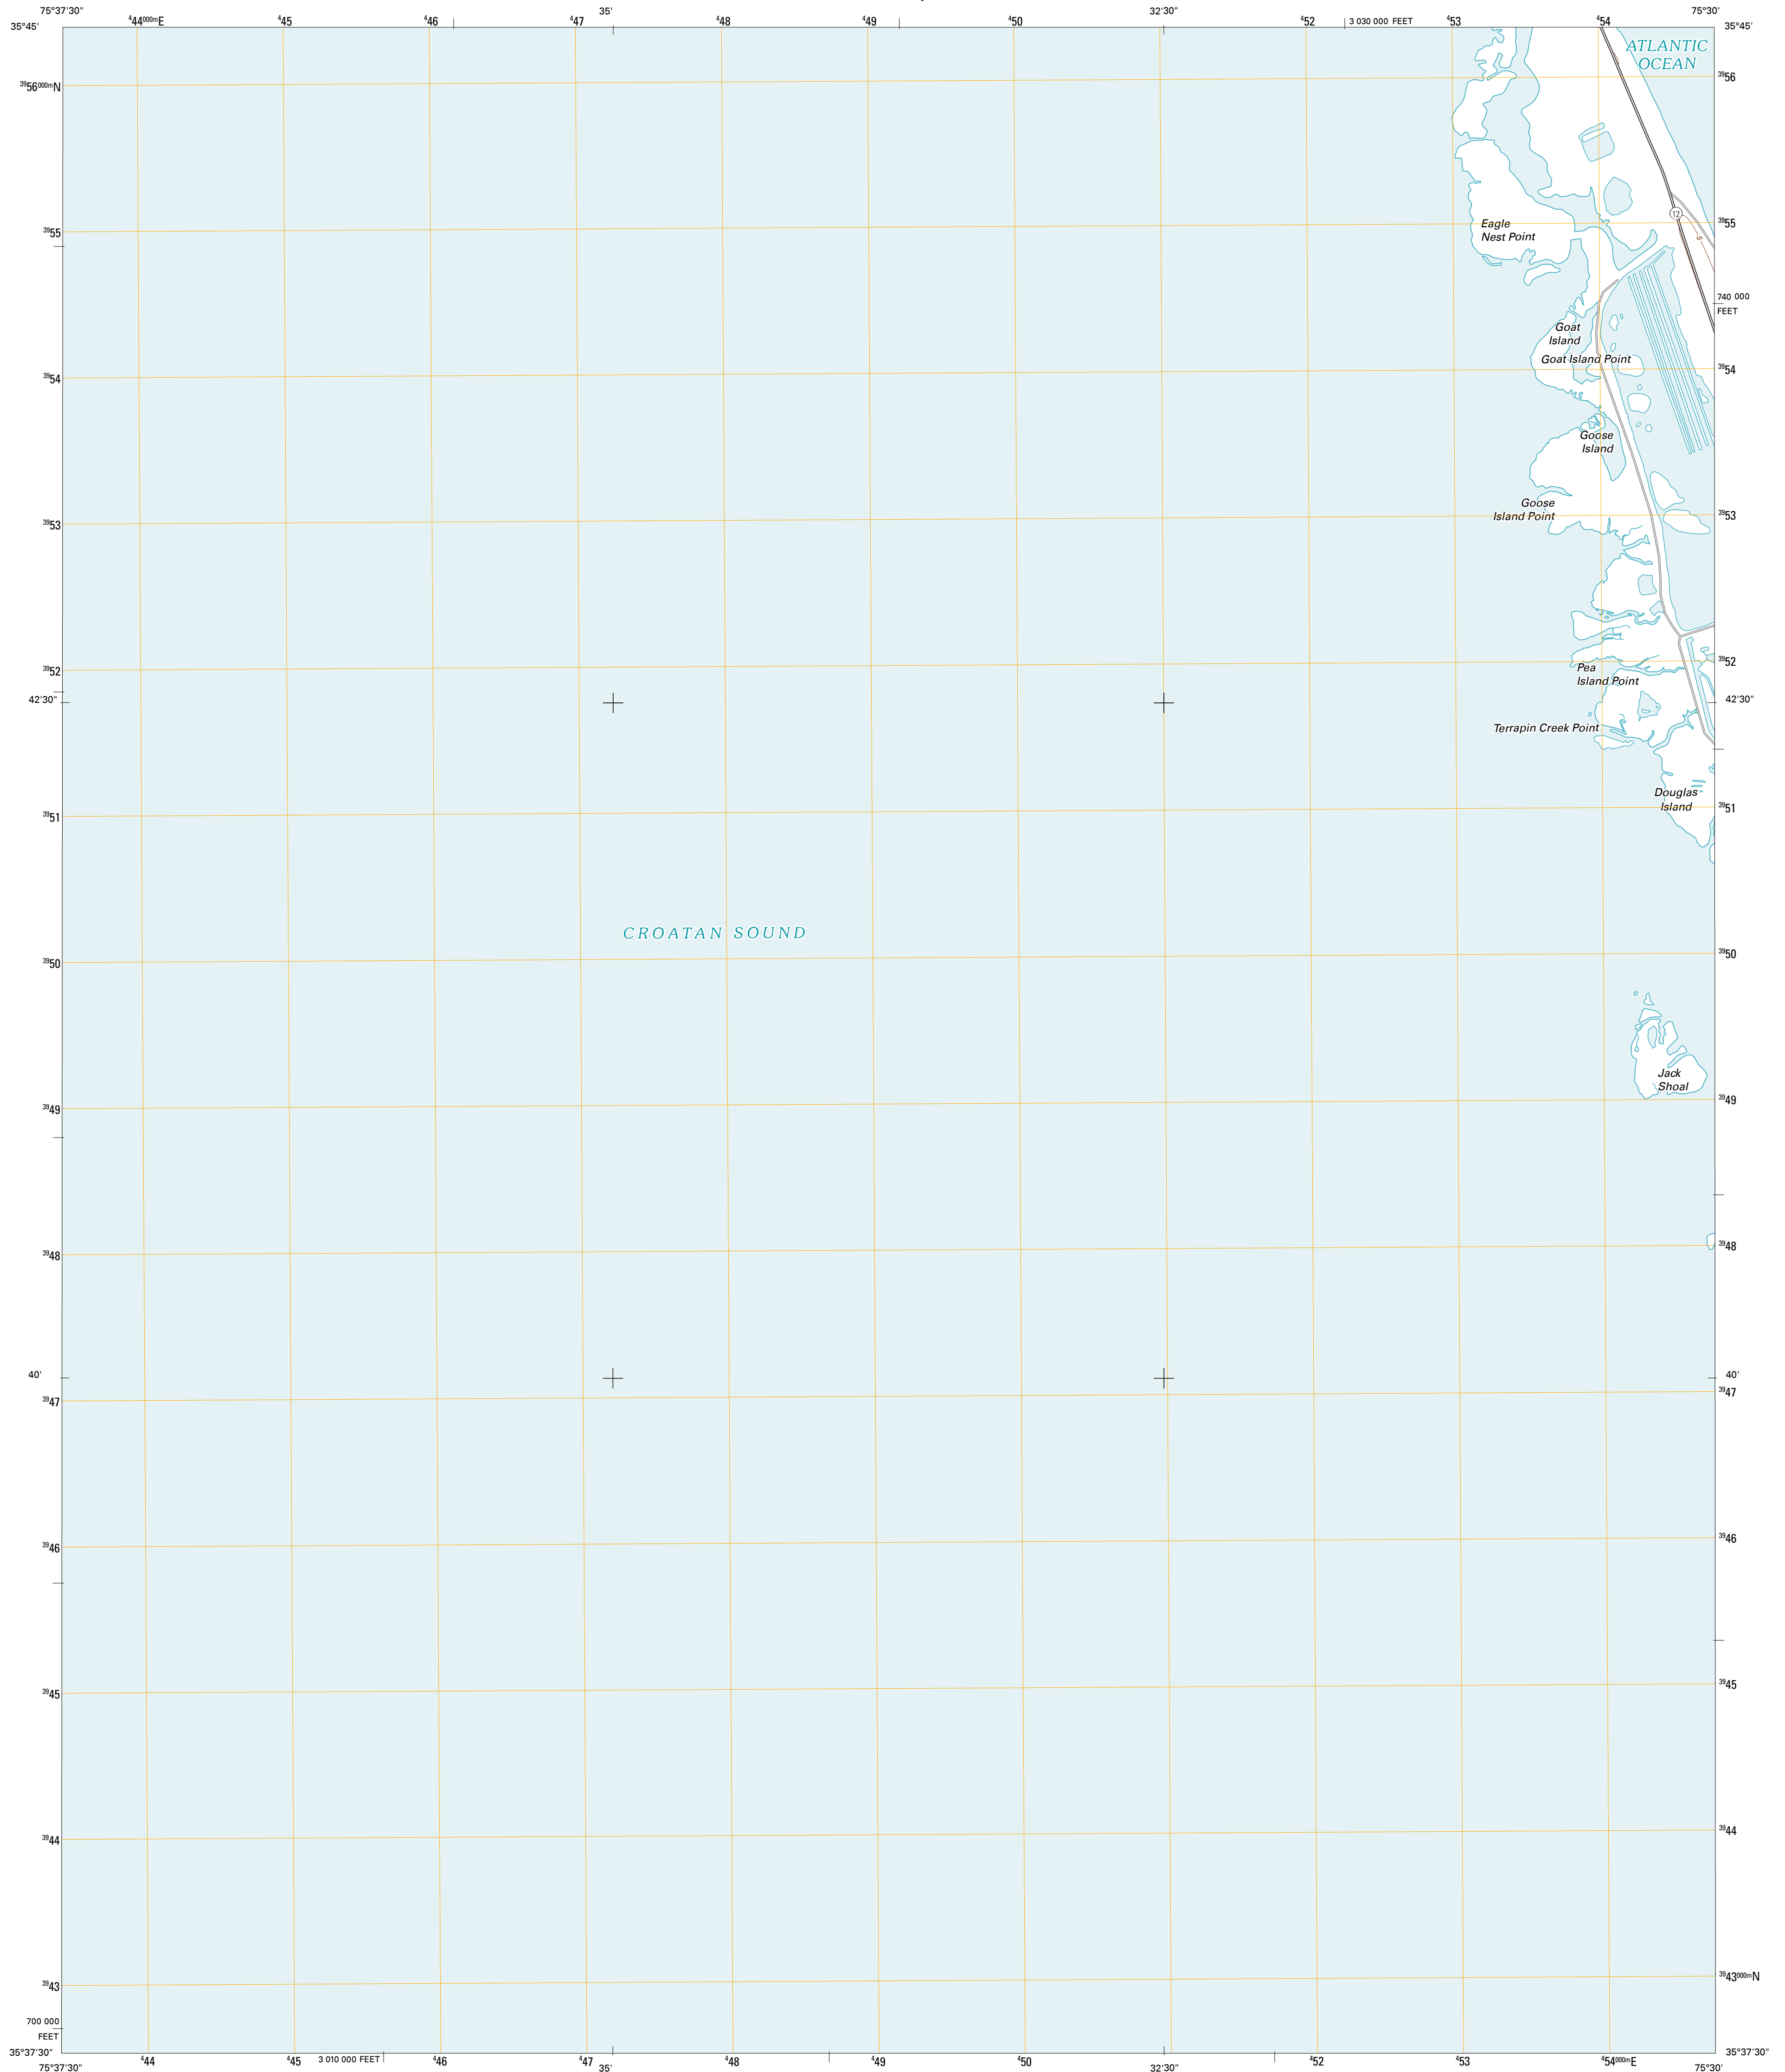 75°37'30" 35' 32'30" 75°30'
⁴44⁰⁰⁰ᵐE ⁴45 ⁴46 ⁴47 ⁴48 ⁴49 ⁴50 ⁴52 3 030 000 FEET ⁴53 ⁴54
35°45' 35°45'
ATLANTIC
OCEAN
³⁹56⁰⁰⁰ᵐN ³⁹56
12
Eagle
Nest Point
³⁹55 ³⁹55
5
740 000
FEET
Goat
Island
Goat Island Point
³⁹54 ³⁹54
Goose
Island
Goose
Island Point
³⁹53 ³⁹53
³⁹52 ³⁹52
Pea
Island Point
42'30" 42'30"
Terrapin Creek Point
Douglas
Island
³⁹51 ³⁹51
CROATAN SOUND
³⁹50 ³⁹50
Jack
Shoal
³⁹49 ³⁹49
³⁹48 ³⁹48
40' 40'
³⁹47 ³⁹47
³⁹46 ³⁹46
³⁹45 ³⁹45
³⁹44 ³⁹44
³⁹43 ³⁹43⁰⁰⁰ᵐN
700 000
FEET
35°37'30" 35°37'30"
⁴44 ⁴45 3 010 000 FEET ⁴46 ⁴47 ⁴48 ⁴49 ⁴50 ⁴52 ⁴53 ⁴54⁰⁰⁰ᵐE
75°37'30" 35' 32'30" 75°30'